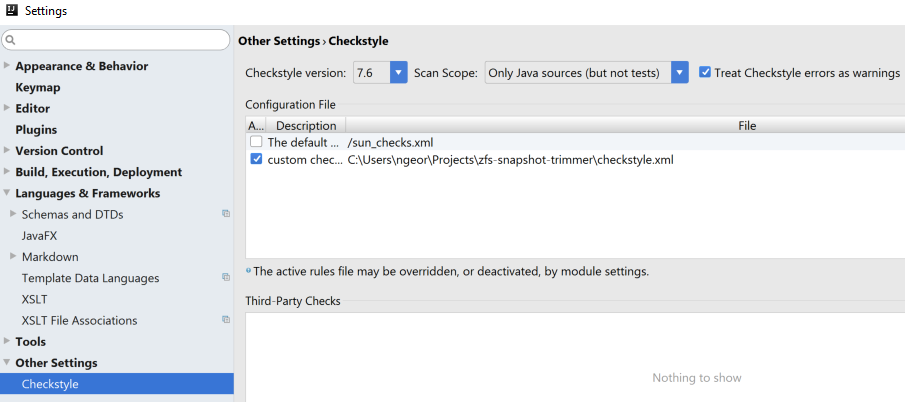 IJ Settings
Other Settings › Checkstyle
Appearance & Behavior
Keymap
Editor
Plugins
Version Control
Build, Execution, Deployment
Languages & Frameworks
Schemas and DTDs
JavaFX
Markdown
Template Data Languages
XSLT
XSLT File Associations
Tools
Other Settings
Checkstyle
Checkstyle version: 7.6 Scan Scope: Only Java sources (but not tests) Treat Checkstyle errors as warnings
Configuration File
A... Description File
The default ... /sun_checks.xml
custom chec... C:\Users\ngeor\Projects\zfs-snapshot-trimmer\checkstyle.xml
The active rules file may be overridden, or deactivated, by module settings.
Third-Party Checks
Nothing to show